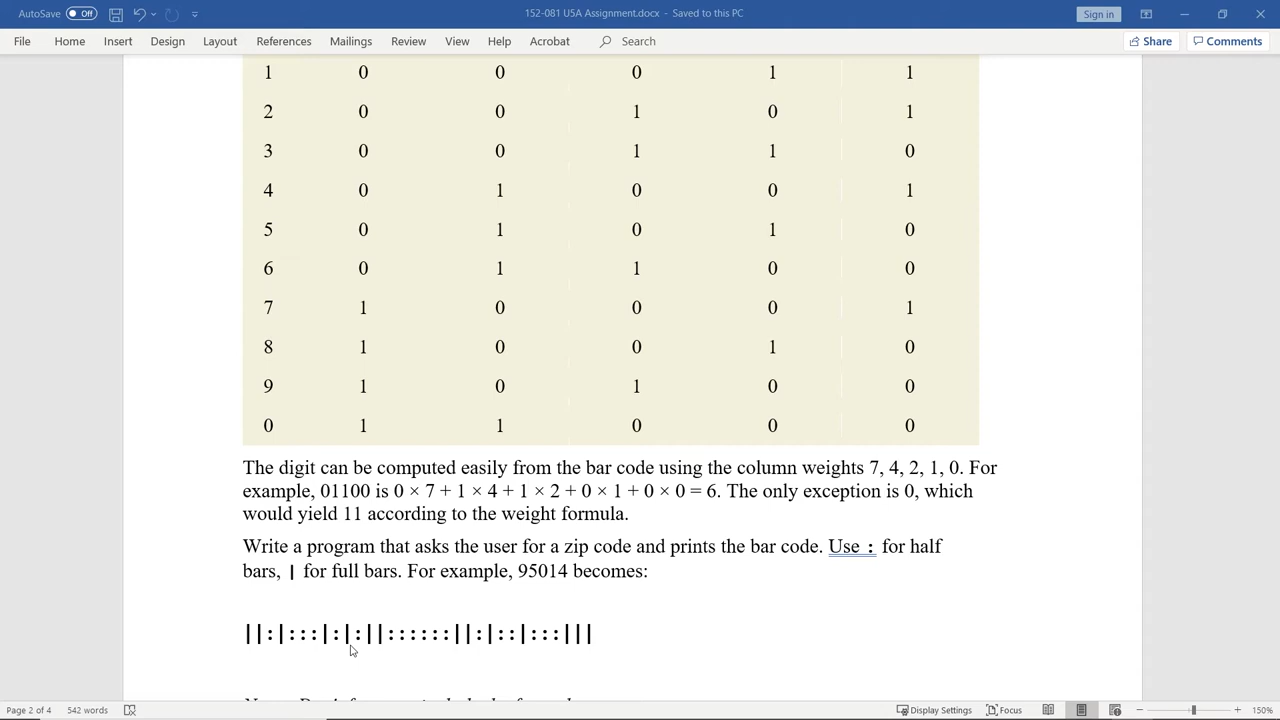 AutoSave Off 152-081 U5A Assignment.docx - Saved to this PC Sign in
File Home Insert Design Layout References Mailings Review View Help Acrobat Search Share Comments
1 0 0 0 1 1
2 0 0 1 0 1
3 0 0 1 1 0
4 0 1 0 0 1
5 0 1 0 1 0
6 0 1 1 0 0
7 1 0 0 0 1
8 1 0 0 1 0
9 1 0 1 0 0
0 1 1 0 0 0
The digit can be computed easily from the bar code using the column weights 7, 4, 2, 1, 0. For
example, 01100 is 0 × 7 + 1 × 4 + 1 × 2 + 0 × 1 + 0 × 0 = 6. The only exception is 0, which
would yield 11 according to the weight formula.
Write a program that asks the user for a zip code and prints the bar code. Use : for half
bars, | for full bars. For example, 95014 becomes:
||:|:::|:|:||::::::||:|::|:::|||
Page 2 of 4 542 words Display Settings Focus 150%